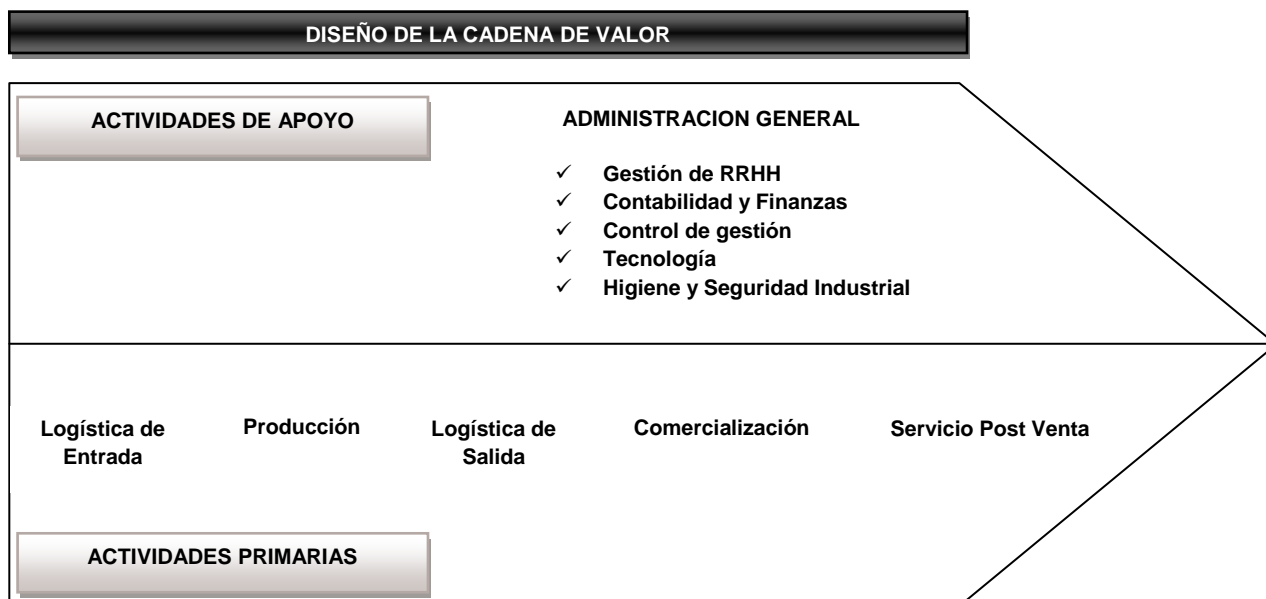 DISEÑO DE LA CADENA DE VALOR
ACTIVIDADES DE APOYO
ADMINISTRACION GENERAL
✓ Gestión de RRHH
✓ Contabilidad y Finanzas
✓ Control de gestión
✓ Tecnología
✓ Higiene y Seguridad Industrial
Logística de
Entrada
Producción
Logística de
Salida
Comercialización
Servicio Post Venta
ACTIVIDADES PRIMARIAS